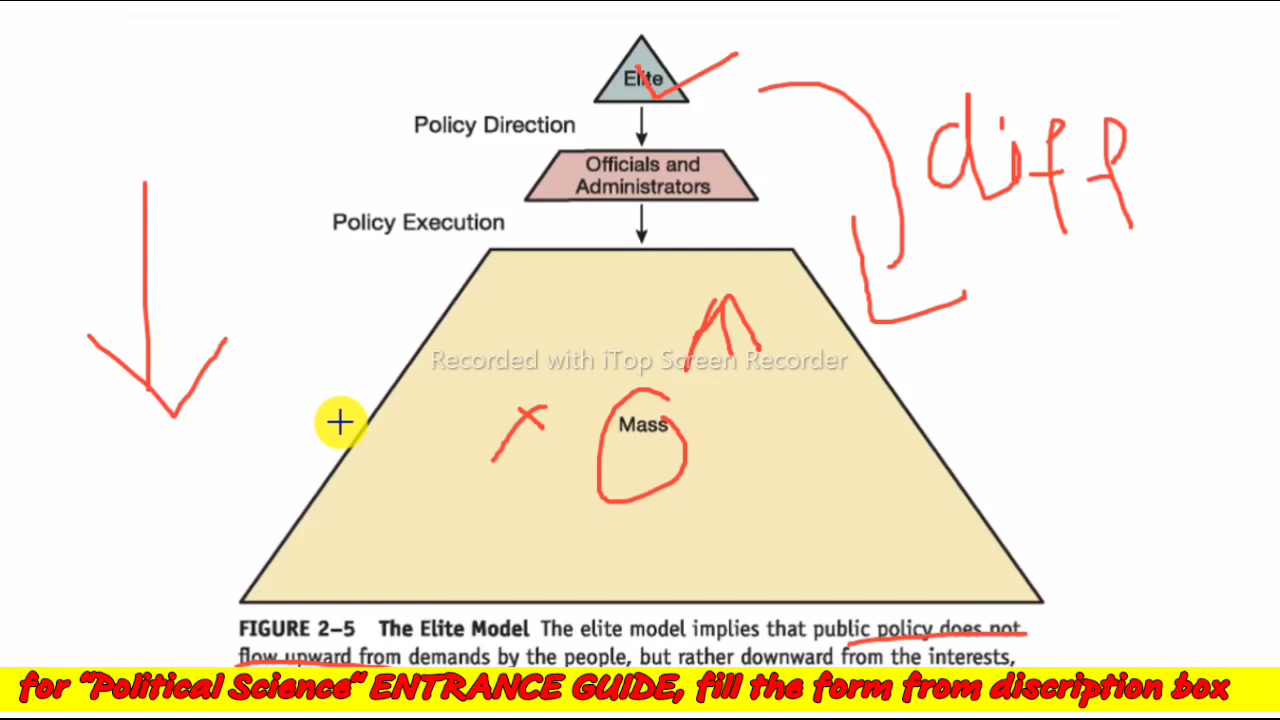 Elite
Policy Direction
diff
Officials and
Administrators
Policy Execution
Recorded with iTop Screen Recorder
Mass
FIGURE 2–5 The Elite Model The elite model implies that public policy does not
flow upward from demands by the people, but rather downward from the interests,
for "Political Science" ENTRANCE GUIDE, fill the form from discription box